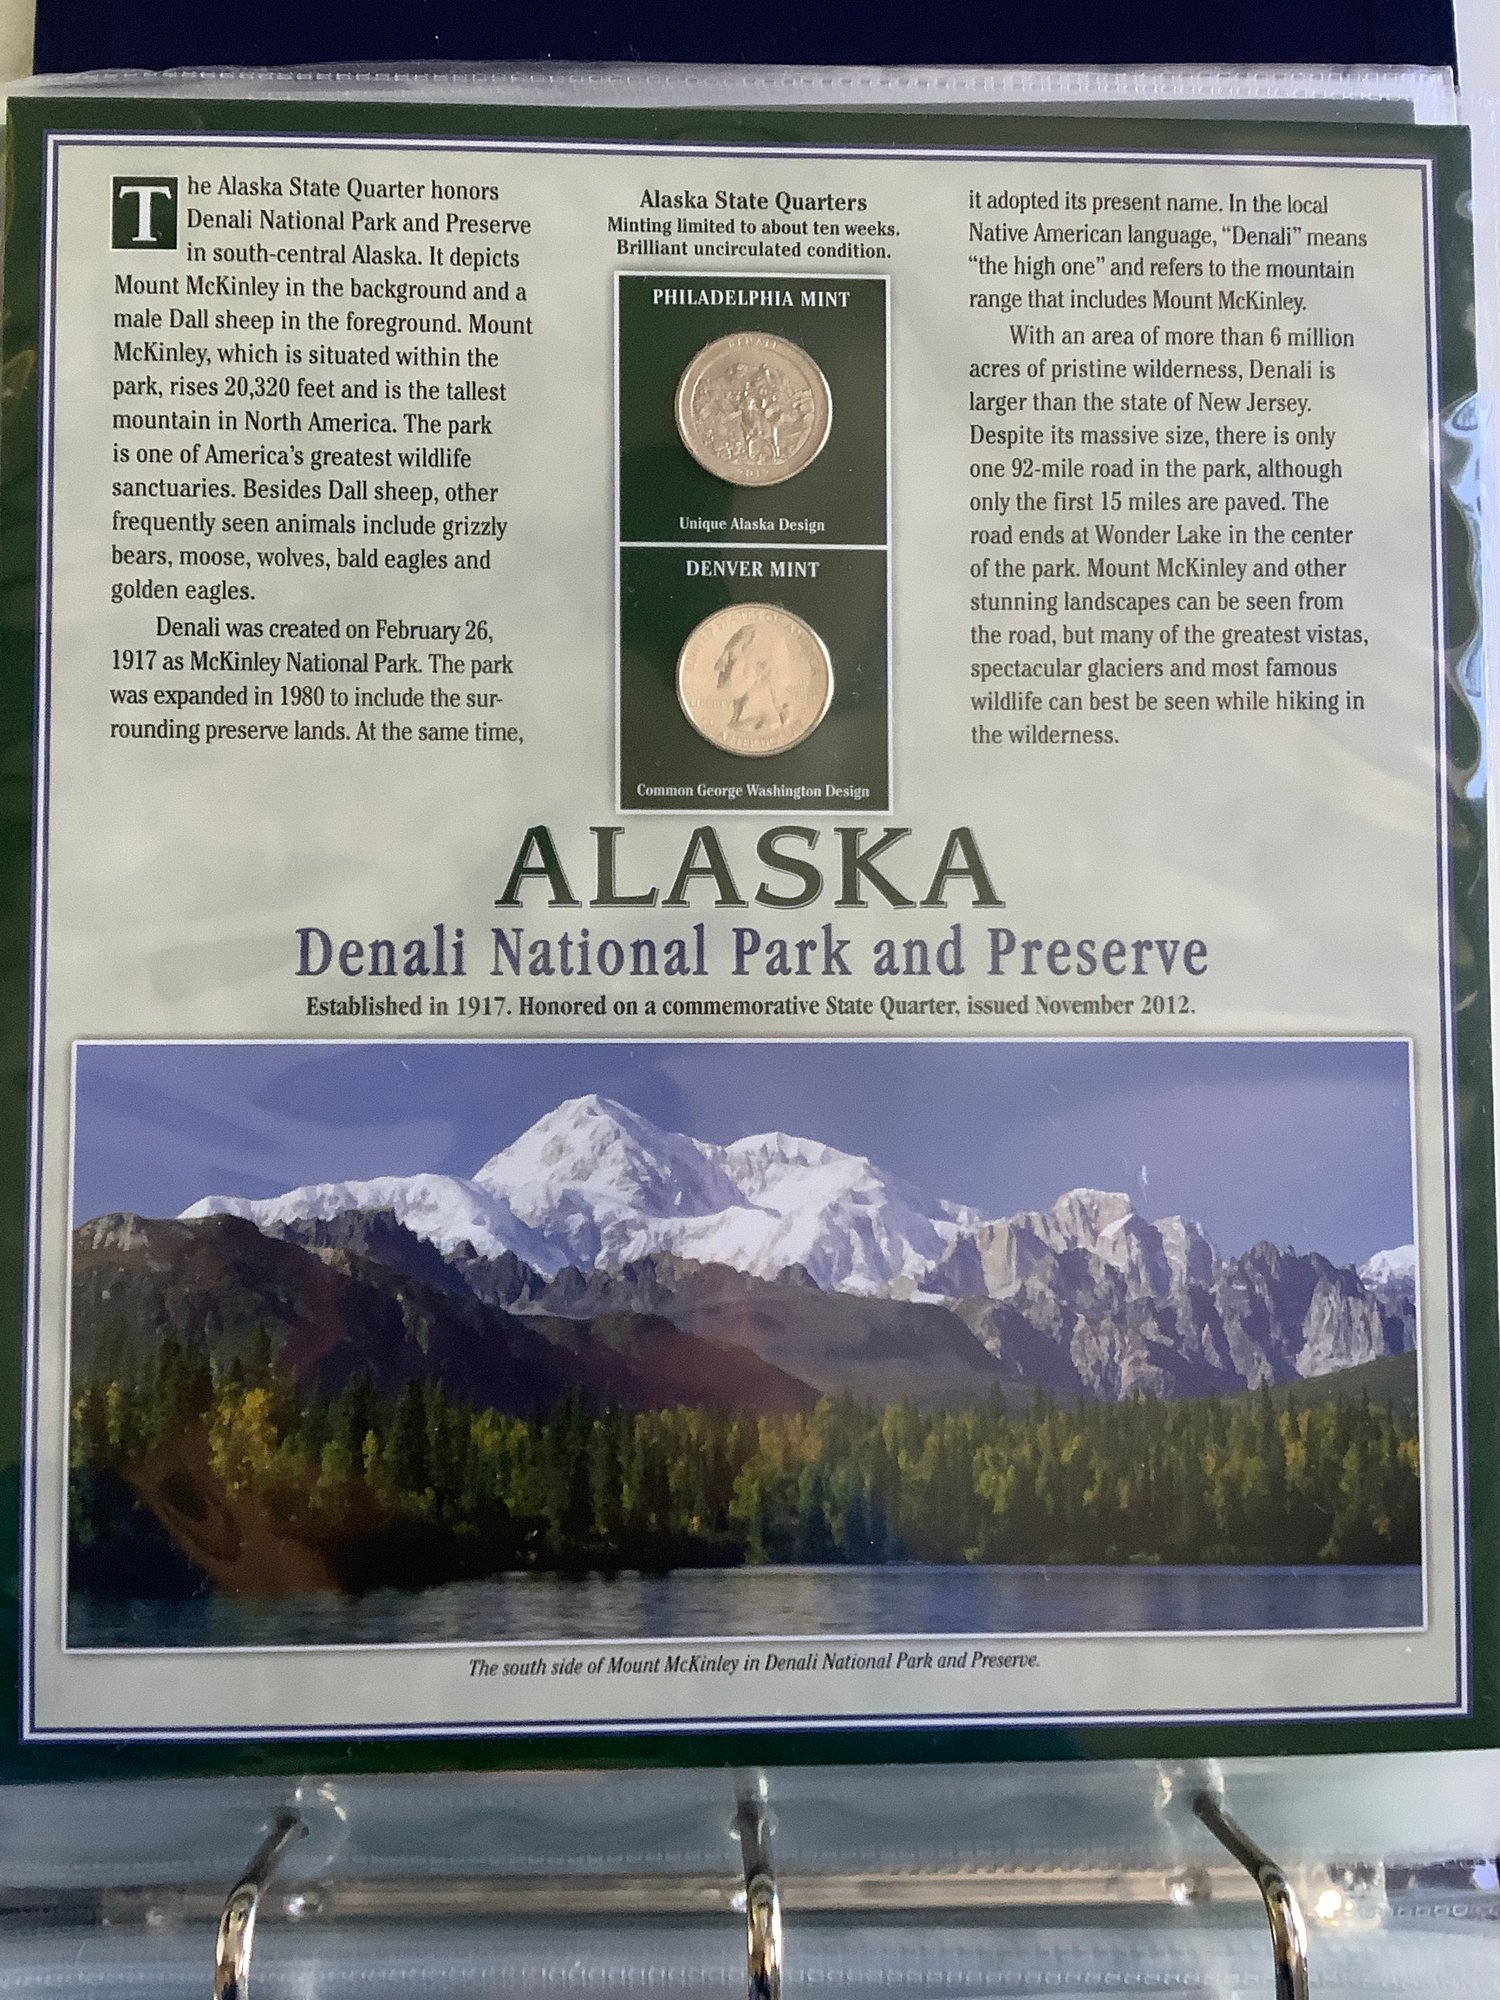 The Alaska State Quarter honors
Denali National Park and Preserve
in south-central Alaska. It depicts
Mount McKinley in the background and a
male Dall sheep in the foreground. Mount
McKinley, which is situated within the
park, rises 20,320 feet and is the tallest
mountain in North America. The park
is one of America's greatest wildlife
sanctuaries. Besides Dall sheep, other
frequently seen animals include grizzly
bears, moose, wolves, bald eagles and
golden eagles.
Denali was created on February 26,
1917 as McKinley National Park. The park
was expanded in 1980 to include the sur-
rounding preserve lands. At the same time,
Alaska State Quarters
Minting limited to about ten weeks.
Brilliant uncirculated condition.
PHILADELPHIA MINT
DENALI
2012
Unique Alaska Design
DENVER MINT
UNITED STATES OF AMERICA
LIBERTY
Common George Washington Design
it adopted its present name. In the local
Native American language, “Denali” means
“the high one” and refers to the mountain
range that includes Mount McKinley.
With an area of more than 6 million
acres of pristine wilderness, Denali is
larger than the state of New Jersey.
Despite its massive size, there is only
one 92-mile road in the park, although
only the first 15 miles are paved. The
road ends at Wonder Lake in the center
of the park. Mount McKinley and other
stunning landscapes can be seen from
the road, but many of the greatest vistas,
spectacular glaciers and most famous
wildlife can best be seen while hiking in
the wilderness.
ALASKA
Denali National Park and Preserve
Established in 1917. Honored on a commemorative State Quarter, issued November 2012.
The south side of Mount McKinley in Denali National Park and Preserve.